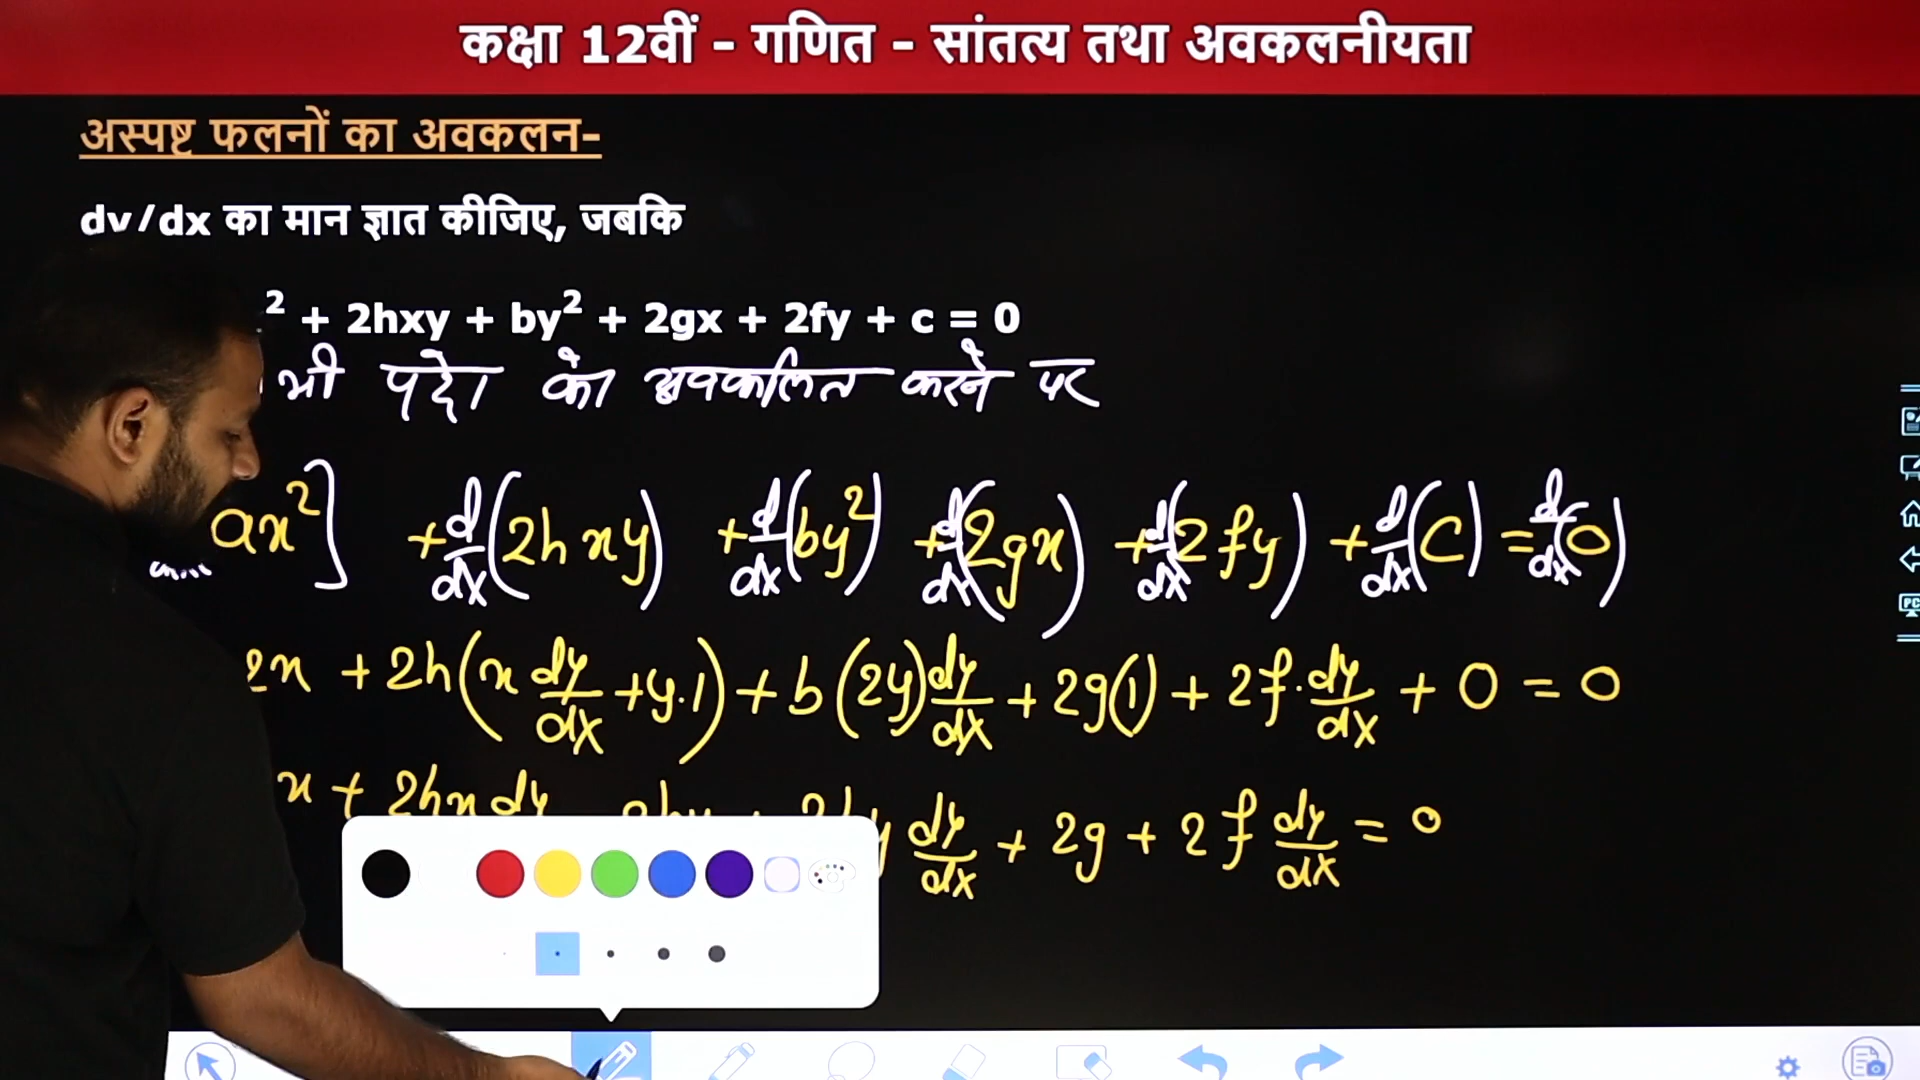 कक्षा 12वीं - गणित - सांतत्य तथा अवकलनीयता
अस्पष्ट फलनों का अवकलन-
dv/dx का मान ज्ञात कीजिए, जबकि
² + 2hxy + by² + 2gx + 2fy + c = 0
भी पदों को अवकलित करने पर
ax²] + d/dx(2hxy) + d/dx(by²) + d/dx(2gx) + d/dx(2fy) + d/dx(C) = d/dx(0)
2x + 2h(x dy/dx + y.1) + b(2y)dy/dx + 2g(1) + 2f.dy/dx + 0 = 0
x + 2hx dy y dy/dx + 2g + 2f dy/dx = 0